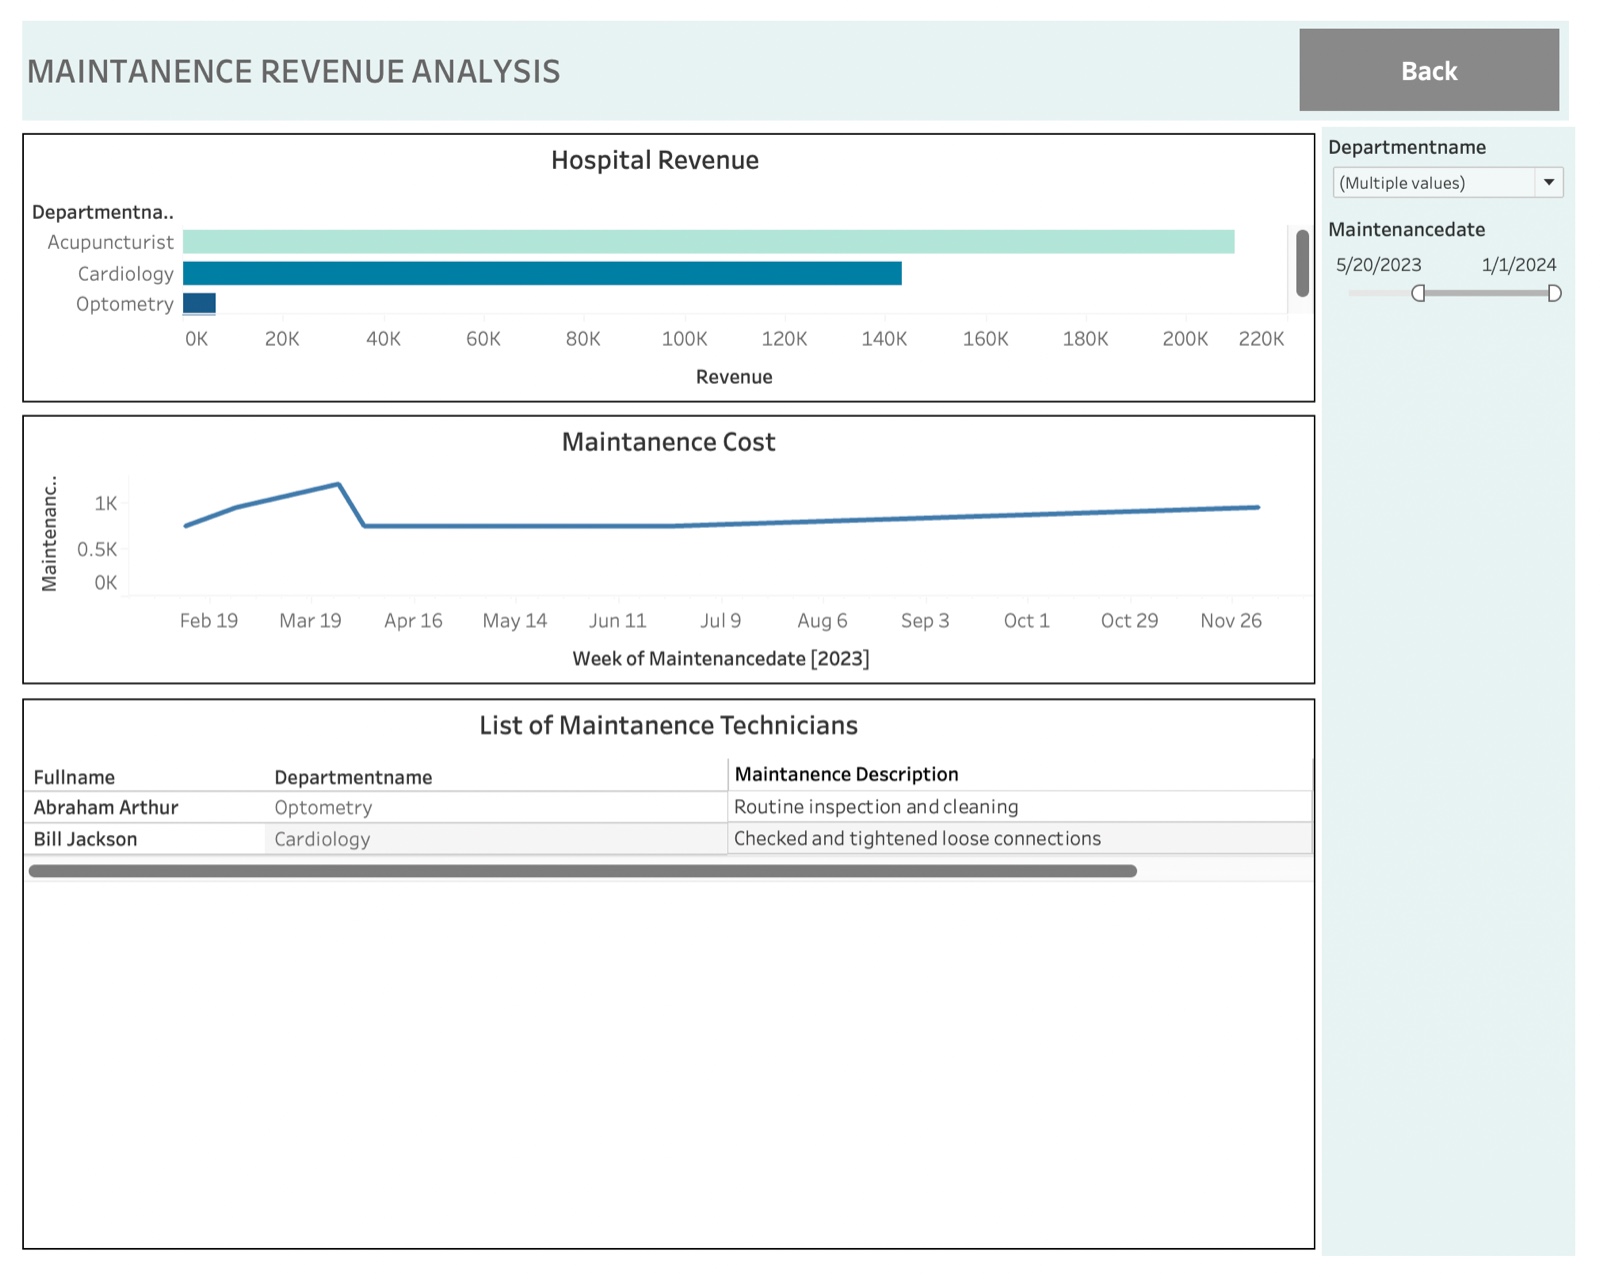 MAINTANENCE REVENUE ANALYSIS
Back
Hospital Revenue
Departmentna..
Acupuncturist
Cardiology
Optometry
0K 20K 40K 60K 80K 100K 120K 140K 160K 180K 200K 220K
Revenue
Departmentname
(Multiple values)
Maintenancedate
5/20/2023 1/1/2024
Maintanence Cost
Maintenanc..
1K
0.5K
0K
Feb 19 Mar 19 Apr 16 May 14 Jun 11 Jul 9 Aug 6 Sep 3 Oct 1 Oct 29 Nov 26
Week of Maintenancedate [2023]
List of Maintanence Technicians
Fullname Departmentname Maintanence Description
Abraham Arthur Optometry Routine inspection and cleaning
Bill Jackson Cardiology Checked and tightened loose connections